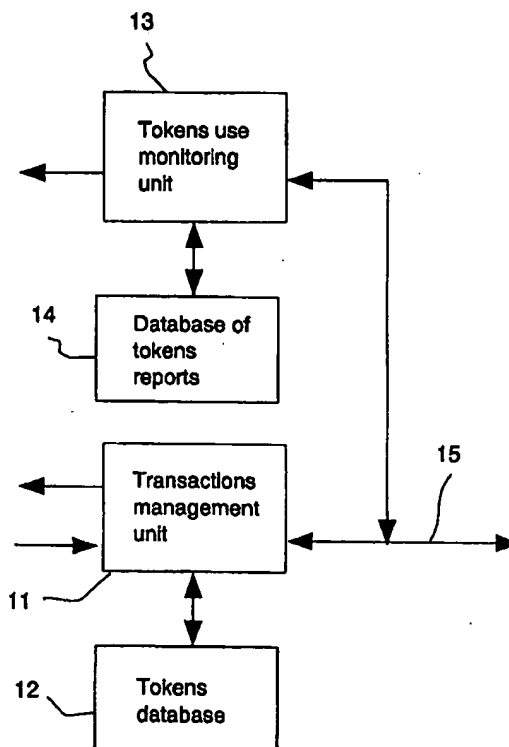 13
Tokens use
monitoring
unit
14
Database of
tokens
reports
Transactions
management
unit
15
11
12
Tokens
database